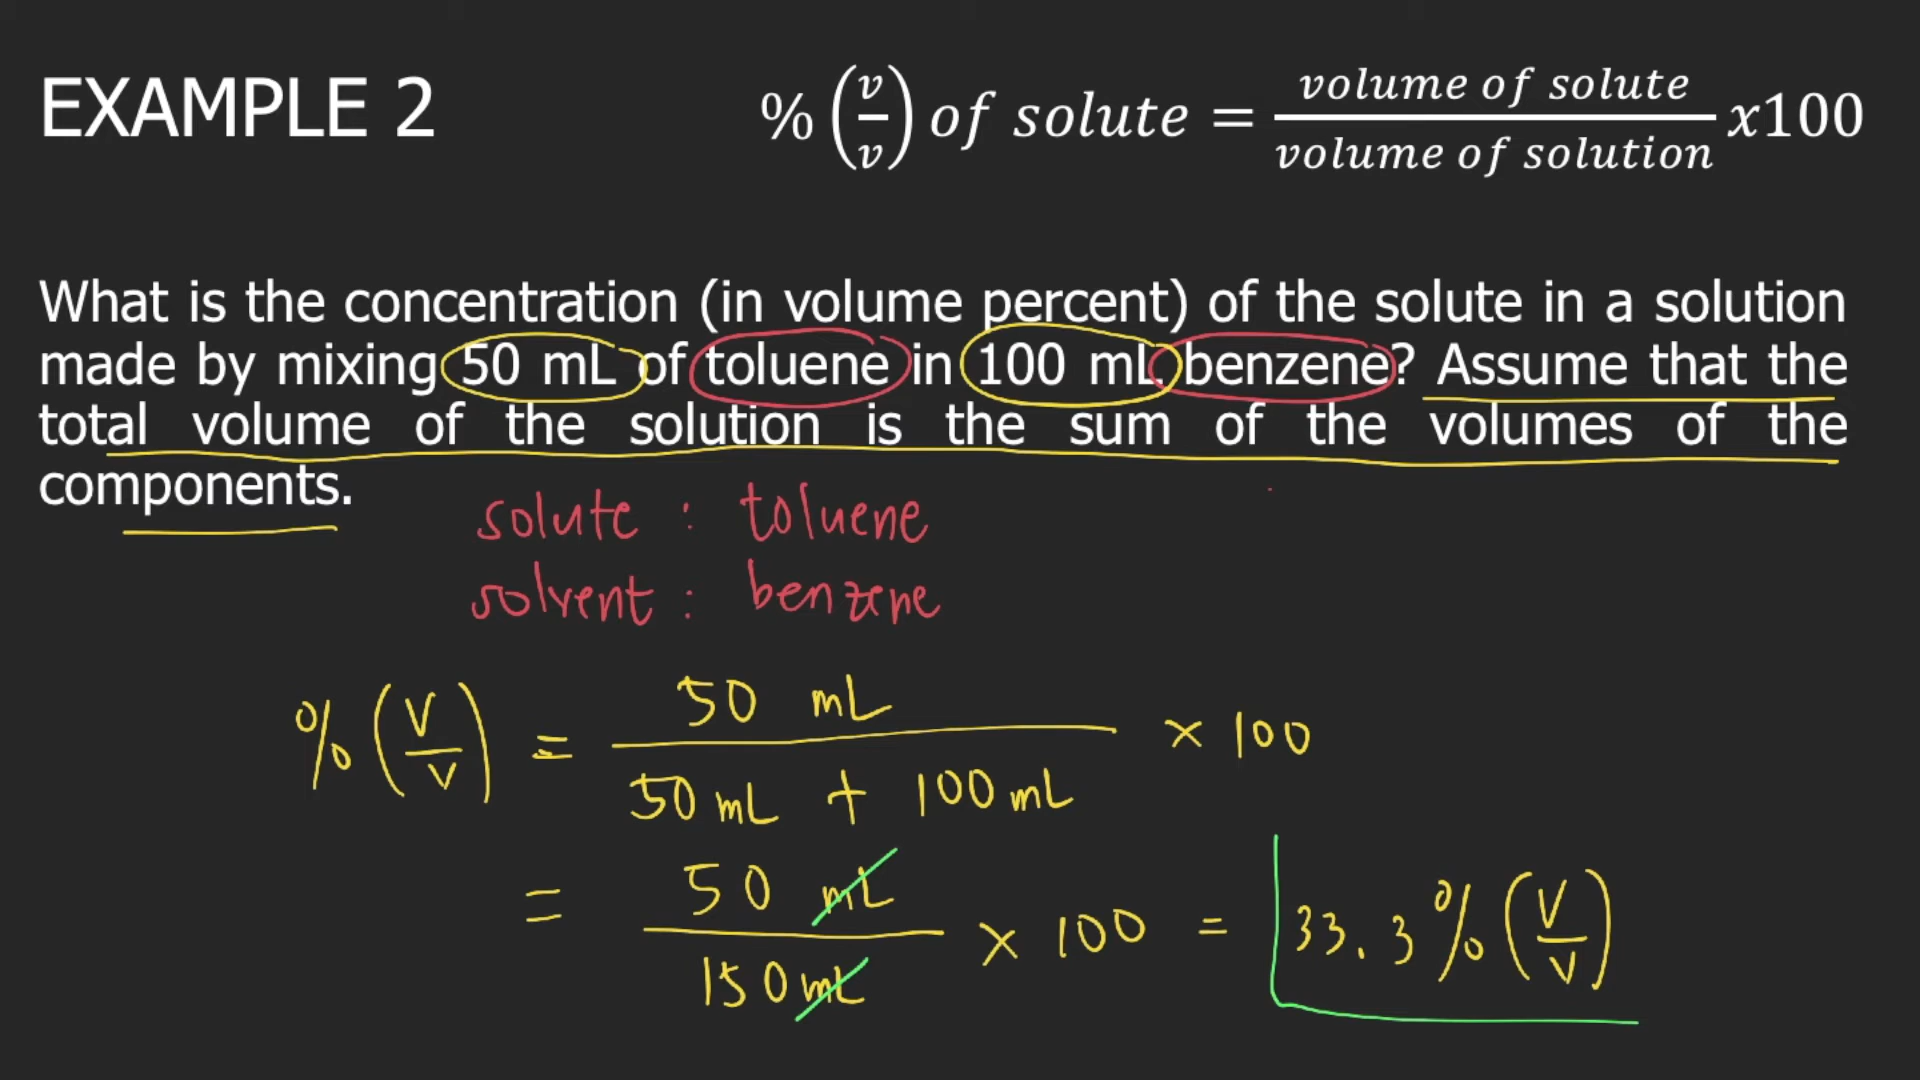 EXAMPLE 2
% (v/v) of solute = volume of solute / volume of solution x100
What is the concentration (in volume percent) of the solute in a solution
made by mixing 50 mL of toluene in 100 mL benzene? Assume that the
total volume of the solution is the sum of the volumes of the
components.
solute : toluene
solvent : benzene
% (V/V) = 50 mL / 50 mL + 100 mL × 100
= 50 mL / 150 mL × 100 = 33.3 % (V/V)